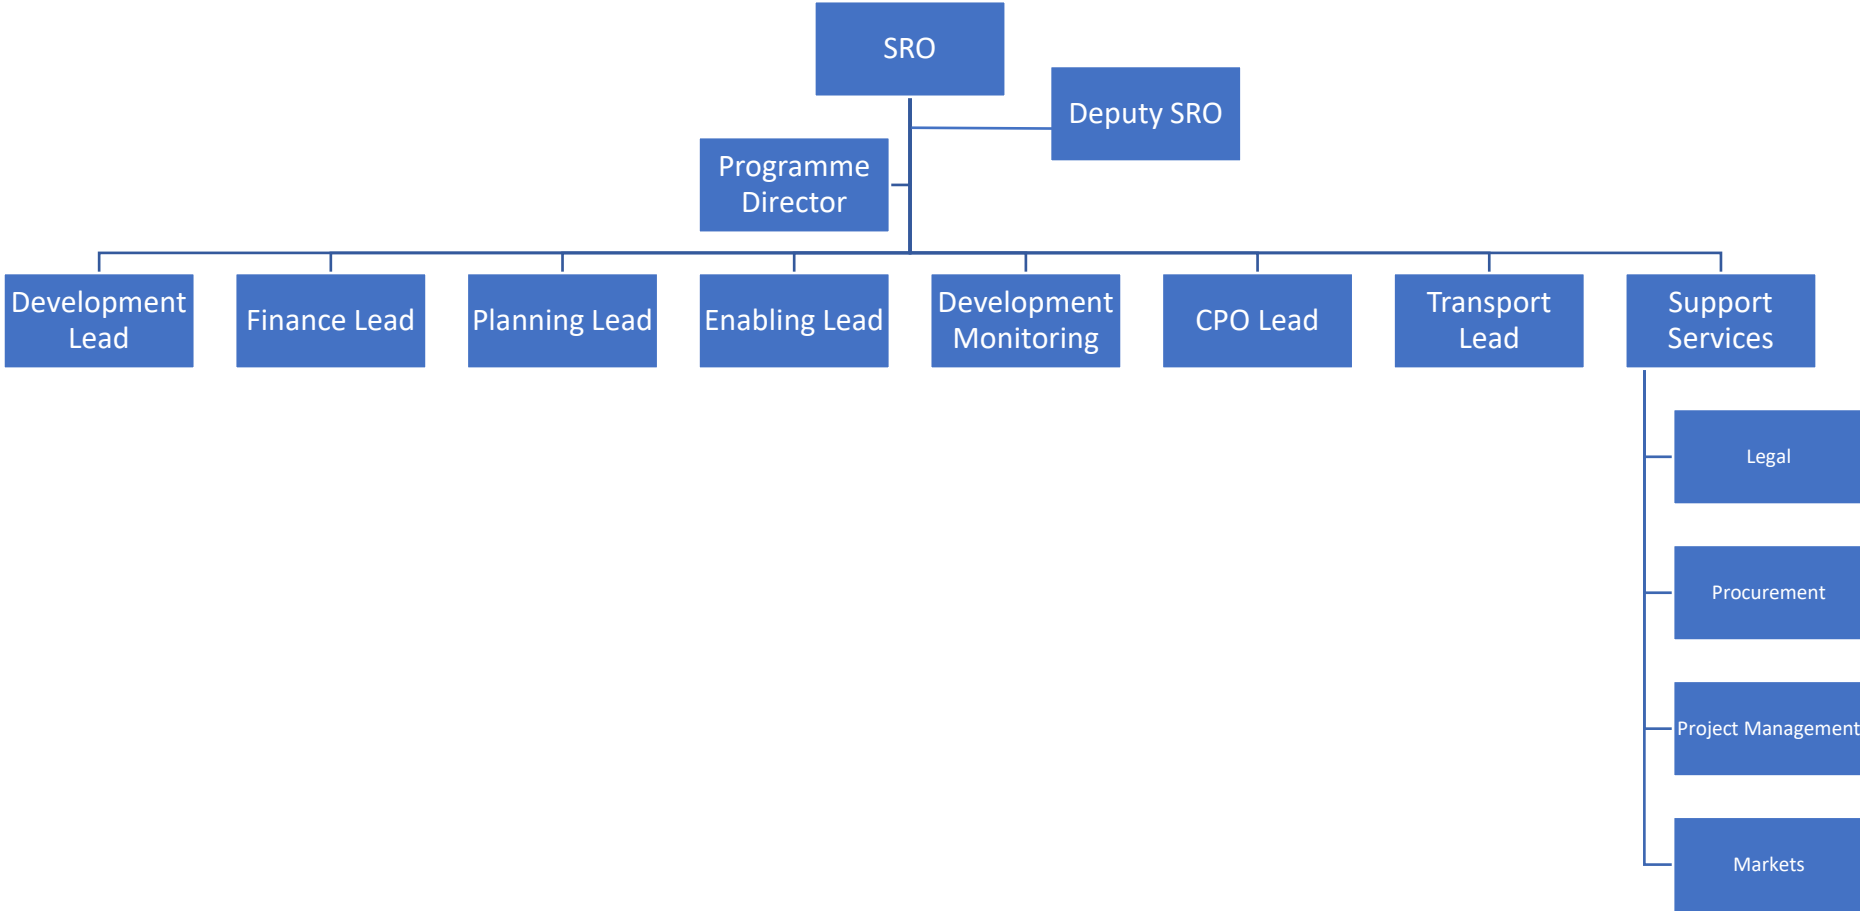 SRO
Deputy SRO
Programme
Director
Development
Lead
Finance Lead
Planning Lead
Enabling Lead
Development
Monitoring
CPO Lead
Transport
Lead
Support
Services
Legal
Procurement
Project Management
Markets